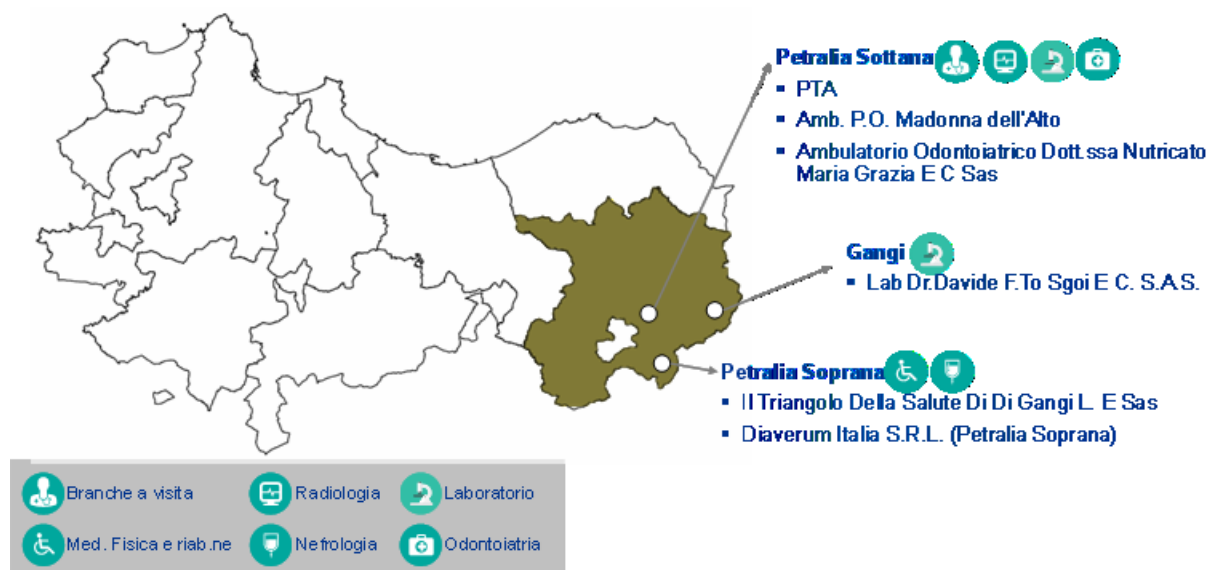 Petralia Sottana
▪ PTA
▪ Amb. P.O. Madonna dell'Alto
▪ Ambulatorio Odontoiatrico Dott.ssa Nutricato
Maria Grazia E C Sas
Gangi
▪ Lab Dr.Davide F.To Sgoi E C. S.A.S.
Petralia Soprana
▪ Il Triangolo Della Salute Di Di Gangi L. E Sas
▪ Diaverum Italia S.R.L. (Petralia Soprana)
Branche a visita
Radiologia
Laboratorio
Med. Fisica e riab.ne
Nefrologia
Odontoiatria